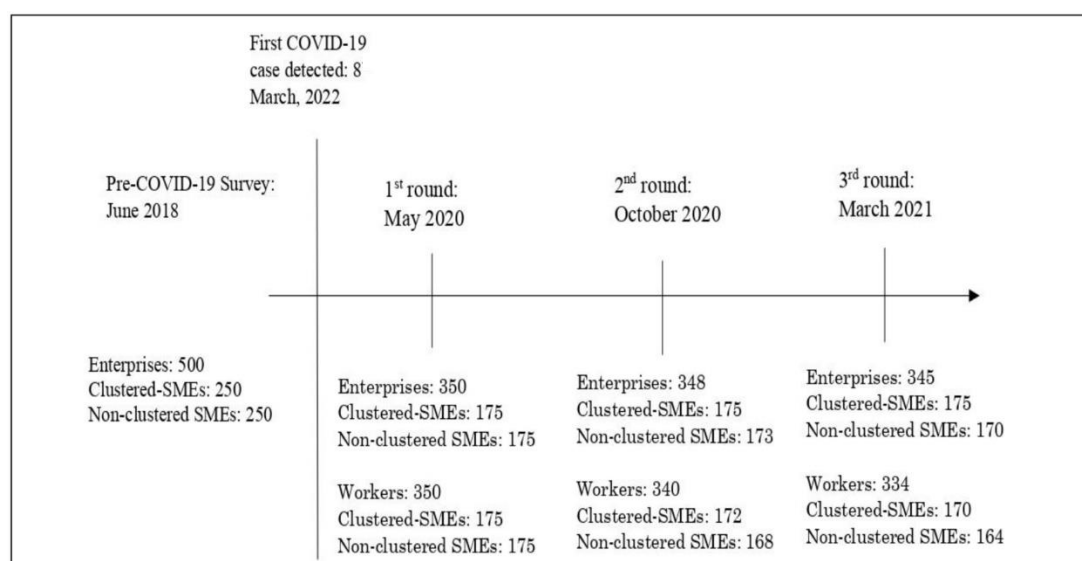 First COVID-19
case detected: 8
March, 2022
Pre-COVID-19 Survey:
June 2018
1st round:
May 2020
2nd round:
October 2020
3rd round:
March 2021
Enterprises: 500
Clustered-SMEs: 250
Non-clustered SMEs: 250
Enterprises: 350
Clustered-SMEs: 175
Non-clustered SMEs: 175
Workers: 350
Clustered-SMEs: 175
Non-clustered SMEs: 175
Enterprises: 348
Clustered-SMEs: 175
Non-clustered SMEs: 173
Workers: 340
Clustered-SMEs: 172
Non-clustered SMEs: 168
Enterprises: 345
Clustered-SMEs: 175
Non-clustered SMEs: 170
Workers: 334
Clustered-SMEs: 170
Non-clustered SMEs: 164